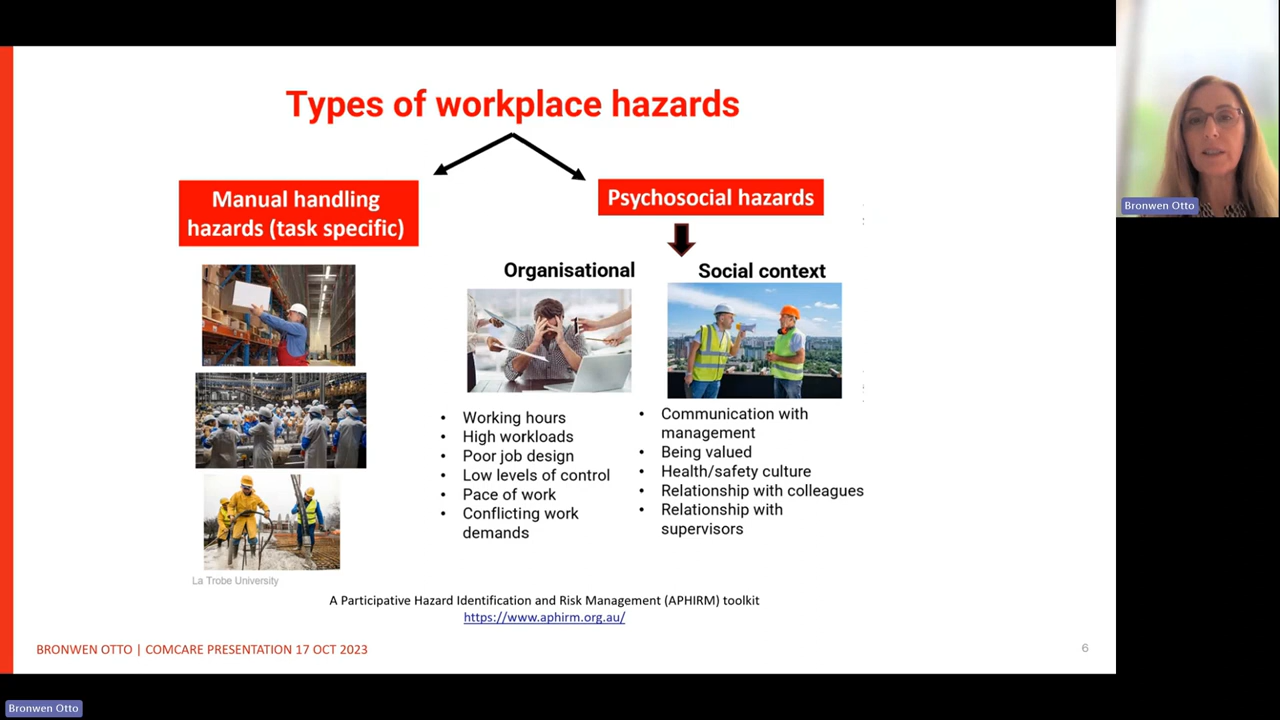 Types of workplace hazards
Manual handling
hazards (task specific)
Psychosocial hazards
Organisational
Social context
• Working hours
• High workloads
• Poor job design
• Low levels of control
• Pace of work
• Conflicting work
demands
• Communication with
management
• Being valued
• Health/safety culture
• Relationship with colleagues
• Relationship with
supervisors
La Trobe University
A Participative Hazard Identification and Risk Management (APHIRM) toolkit
https://www.aphirm.org.au/
BRONWEN OTTO | COMCARE PRESENTATION 17 OCT 2023
6
Bronwen Otto
Bronwen Otto